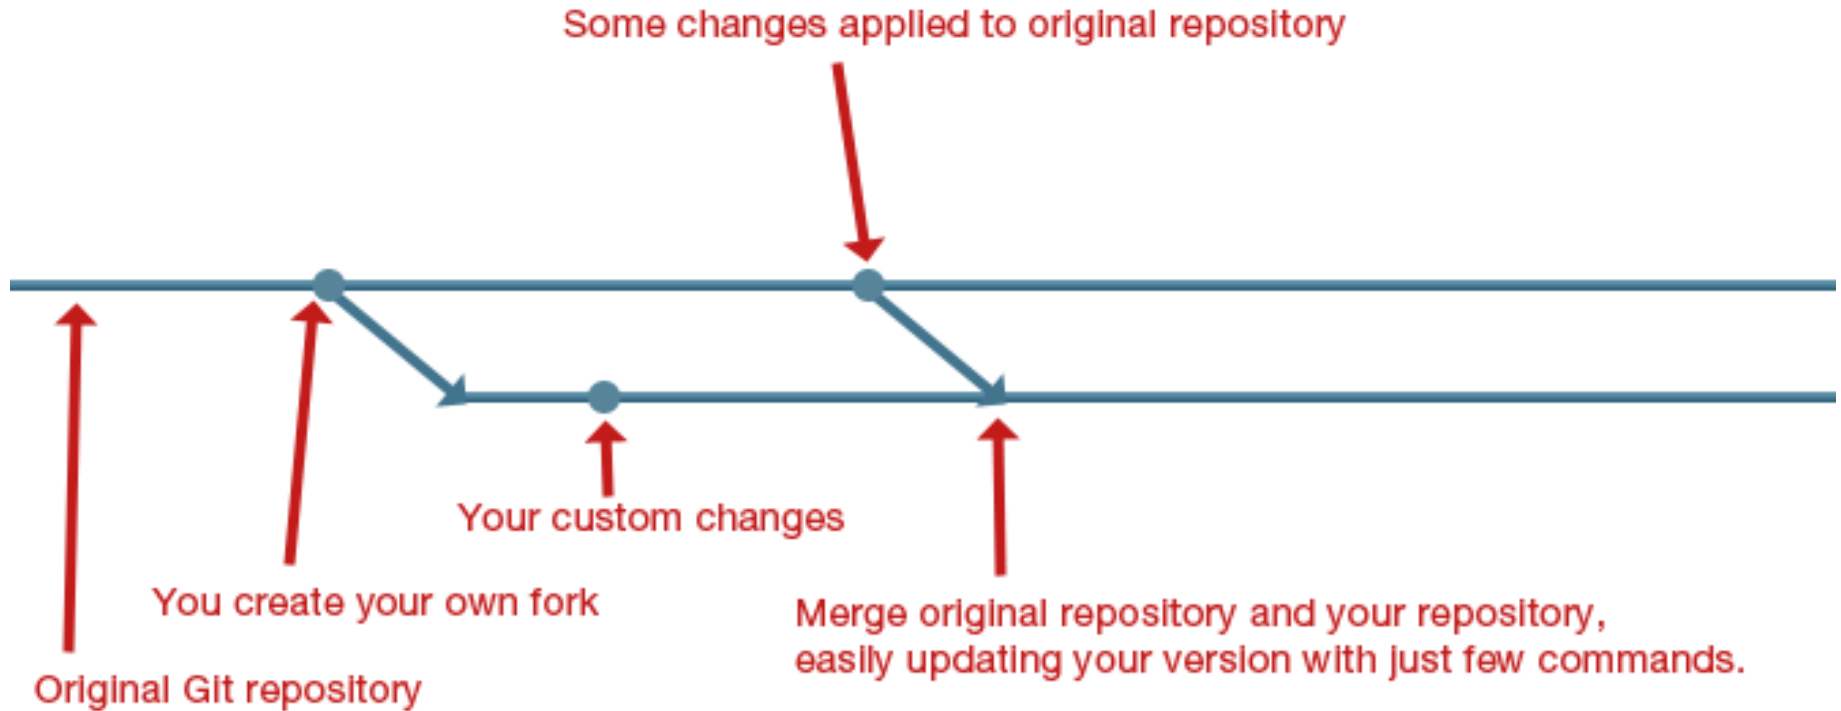 Some changes applied to original repository
Your custom changes
You create your own fork
Merge original repository and your repository,
easily updating your version with just few commands.
Original Git repository